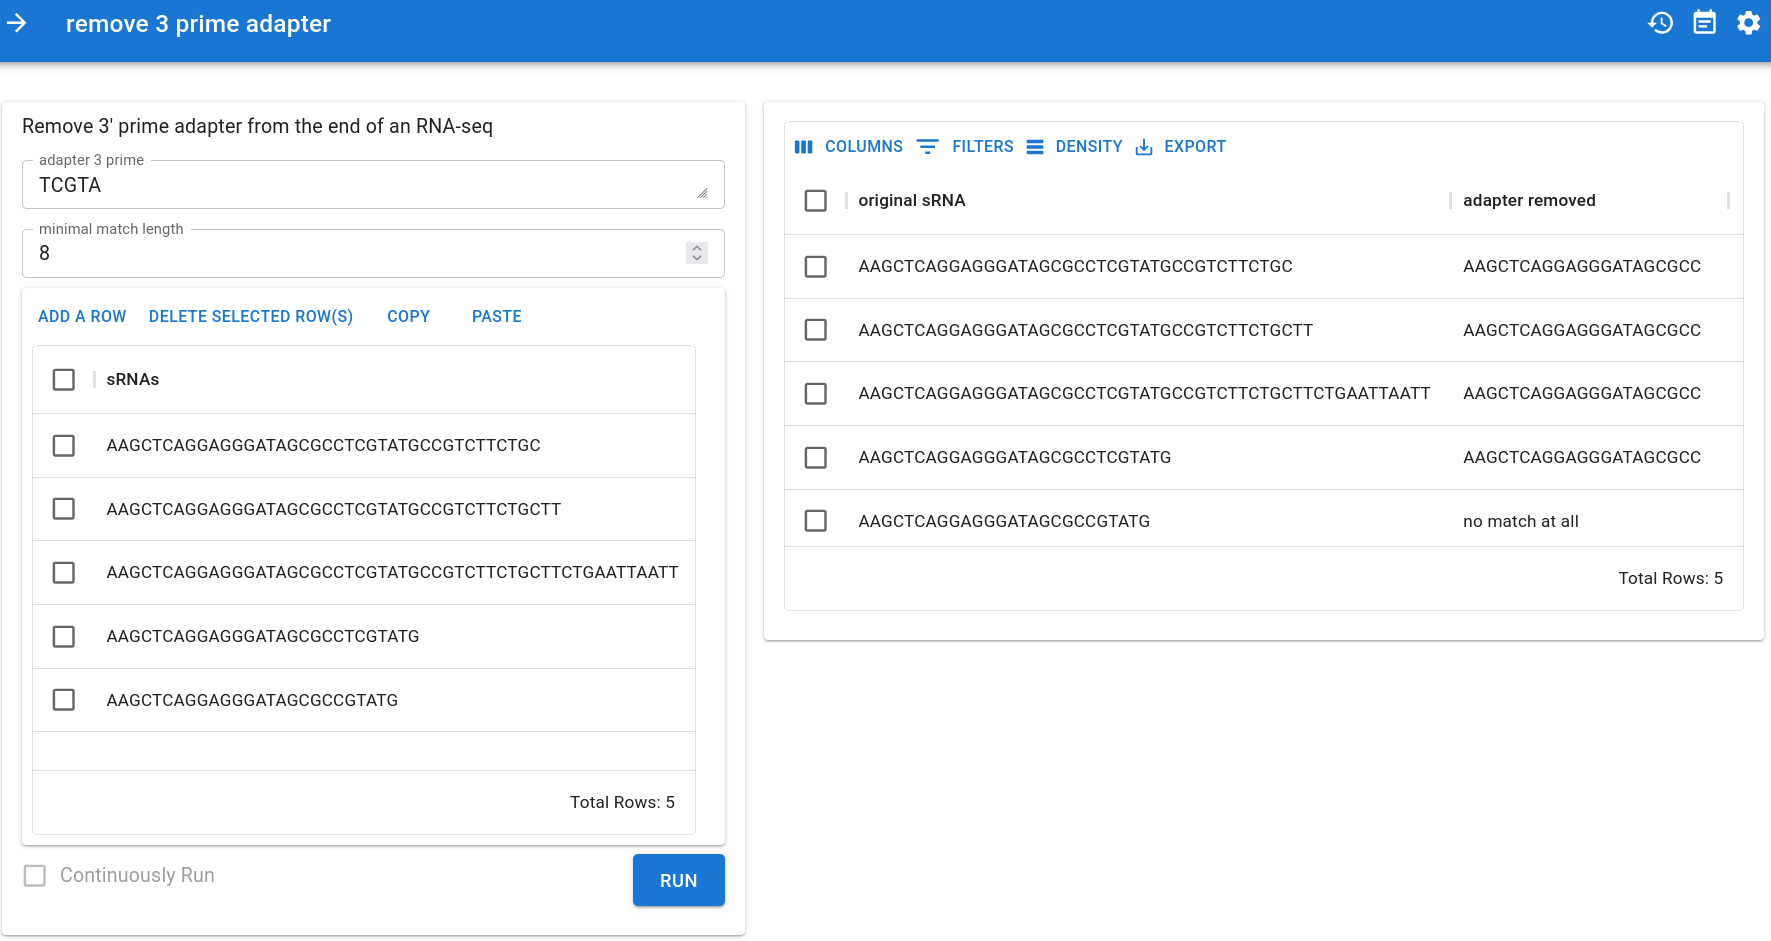 remove 3 prime adapter
Remove 3' prime adapter from the end of an RNA-seq
adapter 3 prime
TCGTA
minimal match length
8
ADD A ROW DELETE SELECTED ROW(S) COPY PASTE
sRNAs
AAGCTCAGGAGGGATAGCGCCTCGTATGCCGTCTTCTGC
AAGCTCAGGAGGGATAGCGCCTCGTATGCCGTCTTCTGCTT
AAGCTCAGGAGGGATAGCGCCTCGTATGCCGTCTTCTGCTTCTGAATTAATT
AAGCTCAGGAGGGATAGCGCCTCGTATG
AAGCTCAGGAGGGATAGCGCCGTATG
Total Rows: 5
Continuously Run
RUN
COLUMNS FILTERS DENSITY EXPORT
original sRNA adapter removed
AAGCTCAGGAGGGATAGCGCCTCGTATGCCGTCTTCTGC AAGCTCAGGAGGGATAGCGCC
AAGCTCAGGAGGGATAGCGCCTCGTATGCCGTCTTCTGCTT AAGCTCAGGAGGGATAGCGCC
AAGCTCAGGAGGGATAGCGCCTCGTATGCCGTCTTCTGCTTCTGAATTAATT AAGCTCAGGAGGGATAGCGCC
AAGCTCAGGAGGGATAGCGCCTCGTATG AAGCTCAGGAGGGATAGCGCC
AAGCTCAGGAGGGATAGCGCCGTATG no match at all
Total Rows: 5